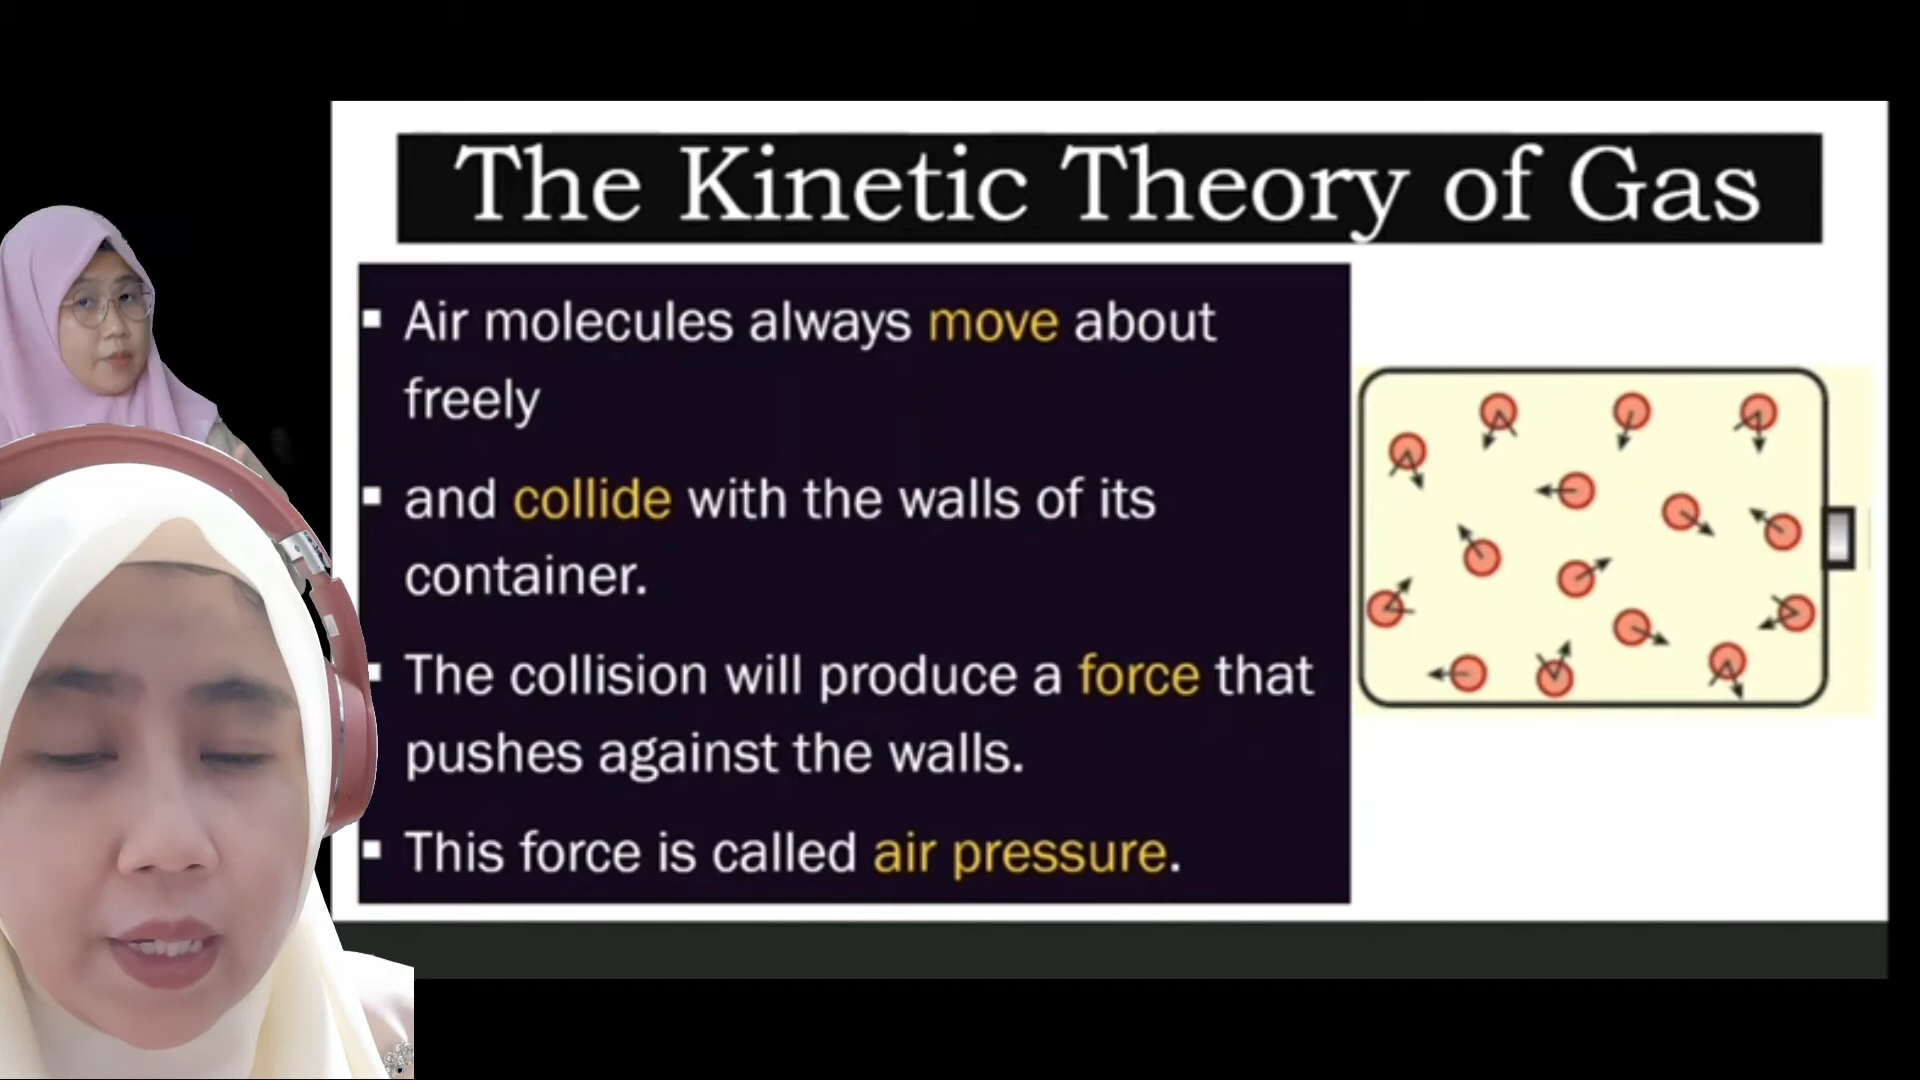 The Kinetic Theory of Gas
▪ Air molecules always move about
freely
▪ and collide with the walls of its
container.
▪ The collision will produce a force that
pushes against the walls.
▪ This force is called air pressure.